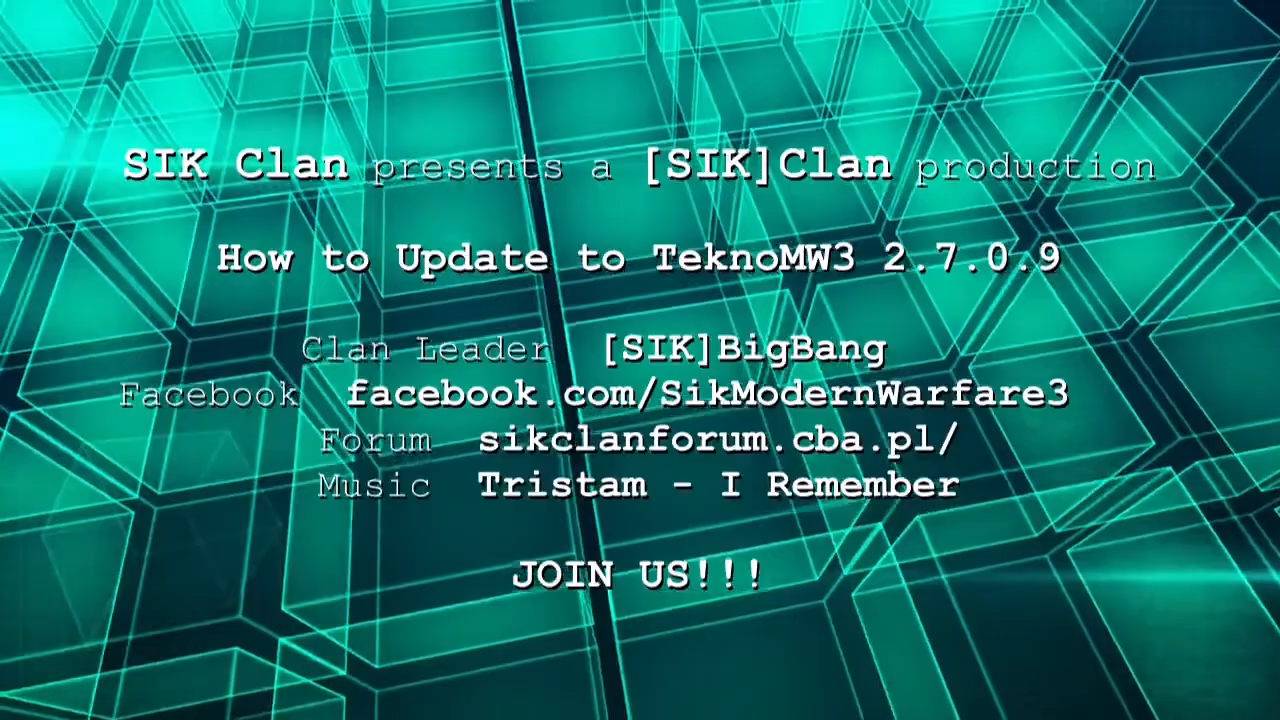 SIK Clan presents a [SIK]Clan production
How to Update to TeknoMW3 2.7.0.9
Clan Leader [SIK]BigBang
Facebook facebook.com/SikModernWarfare3
Forum sikclanforum.cba.pl/
Music Tristam - I Remember
JOIN US!!!